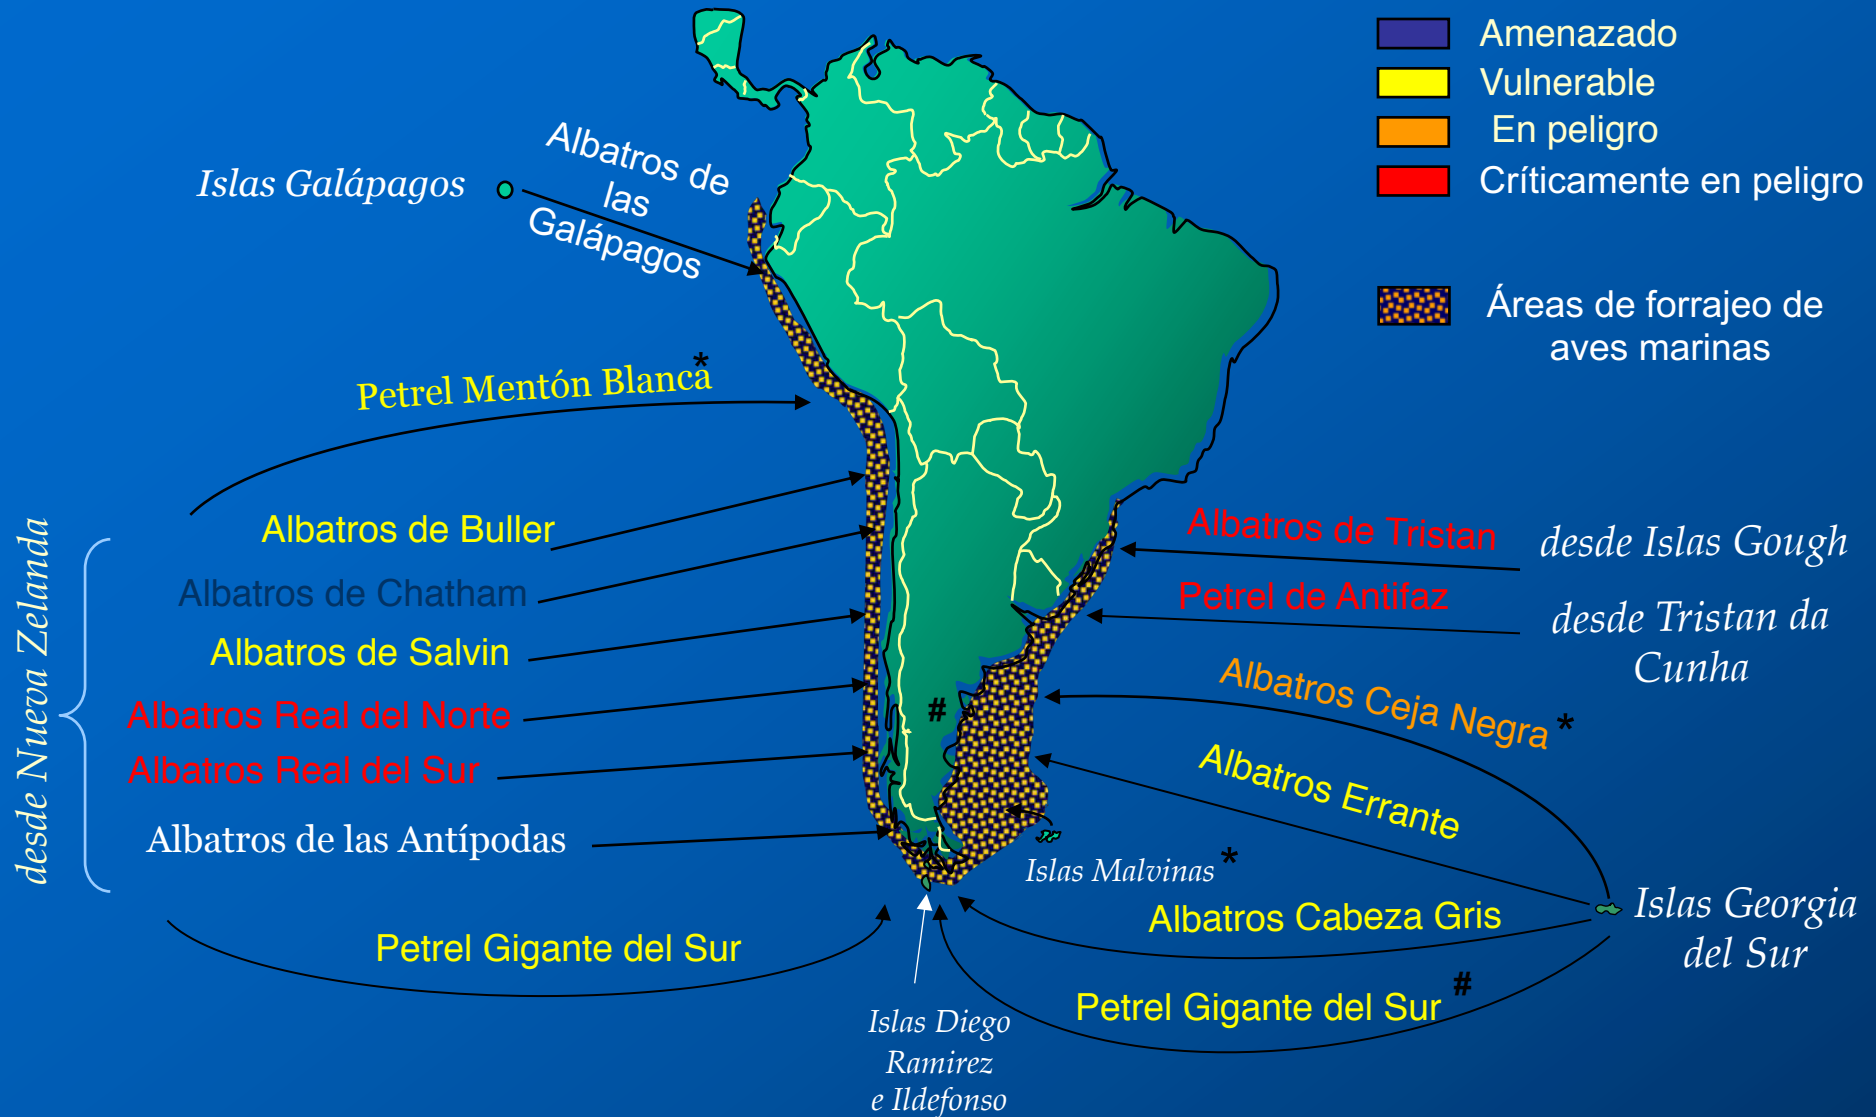 Amenazado
Vulnerable
En peligro
Críticamente en peligro
Áreas de forrajeo de
aves marinas
Islas Galápagos
Albatros de
las
Galápagos
Petrel Mentón Blanca*
desde Nueva Zelanda
Albatros de Buller
Albatros de Chatham
Albatros de Salvin
Albatros Real del Norte
Albatros Real del Sur
Albatros de las Antípodas
Petrel Gigante del Sur
#
Albatros de Tristan
desde Islas Gough
Petrel de Antifaz
desde Tristan da
Cunha
Albatros Ceja Negra *
Albatros Errante
Islas Malvinas *
Albatros Cabeza Gris
Islas Georgia
del Sur
Petrel Gigante del Sur #
Islas Diego
Ramirez
e Ildefonso